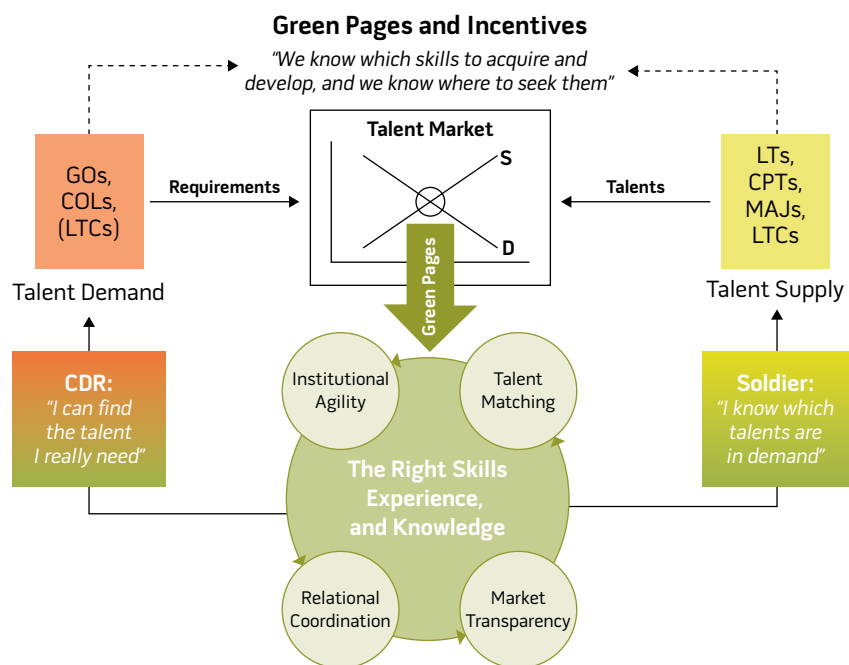 Green Pages and Incentives
“We know which skills to acquire and
develop, and we know where to seek them”
GOs,
COLs,
(LTCs)
Talent Demand
Requirements
Talent Market
S
D
Talents
LTs,
CPTs,
MAJs,
LTCs
Talent Supply
Green Pages
CDR:
“I can find
the talent
I really need”
Institutional
Agility
Talent
Matching
The Right Skills
Experience,
and Knowledge
Relational
Coordination
Market
Transparency
Soldier:
“I know which
talents are
in demand”